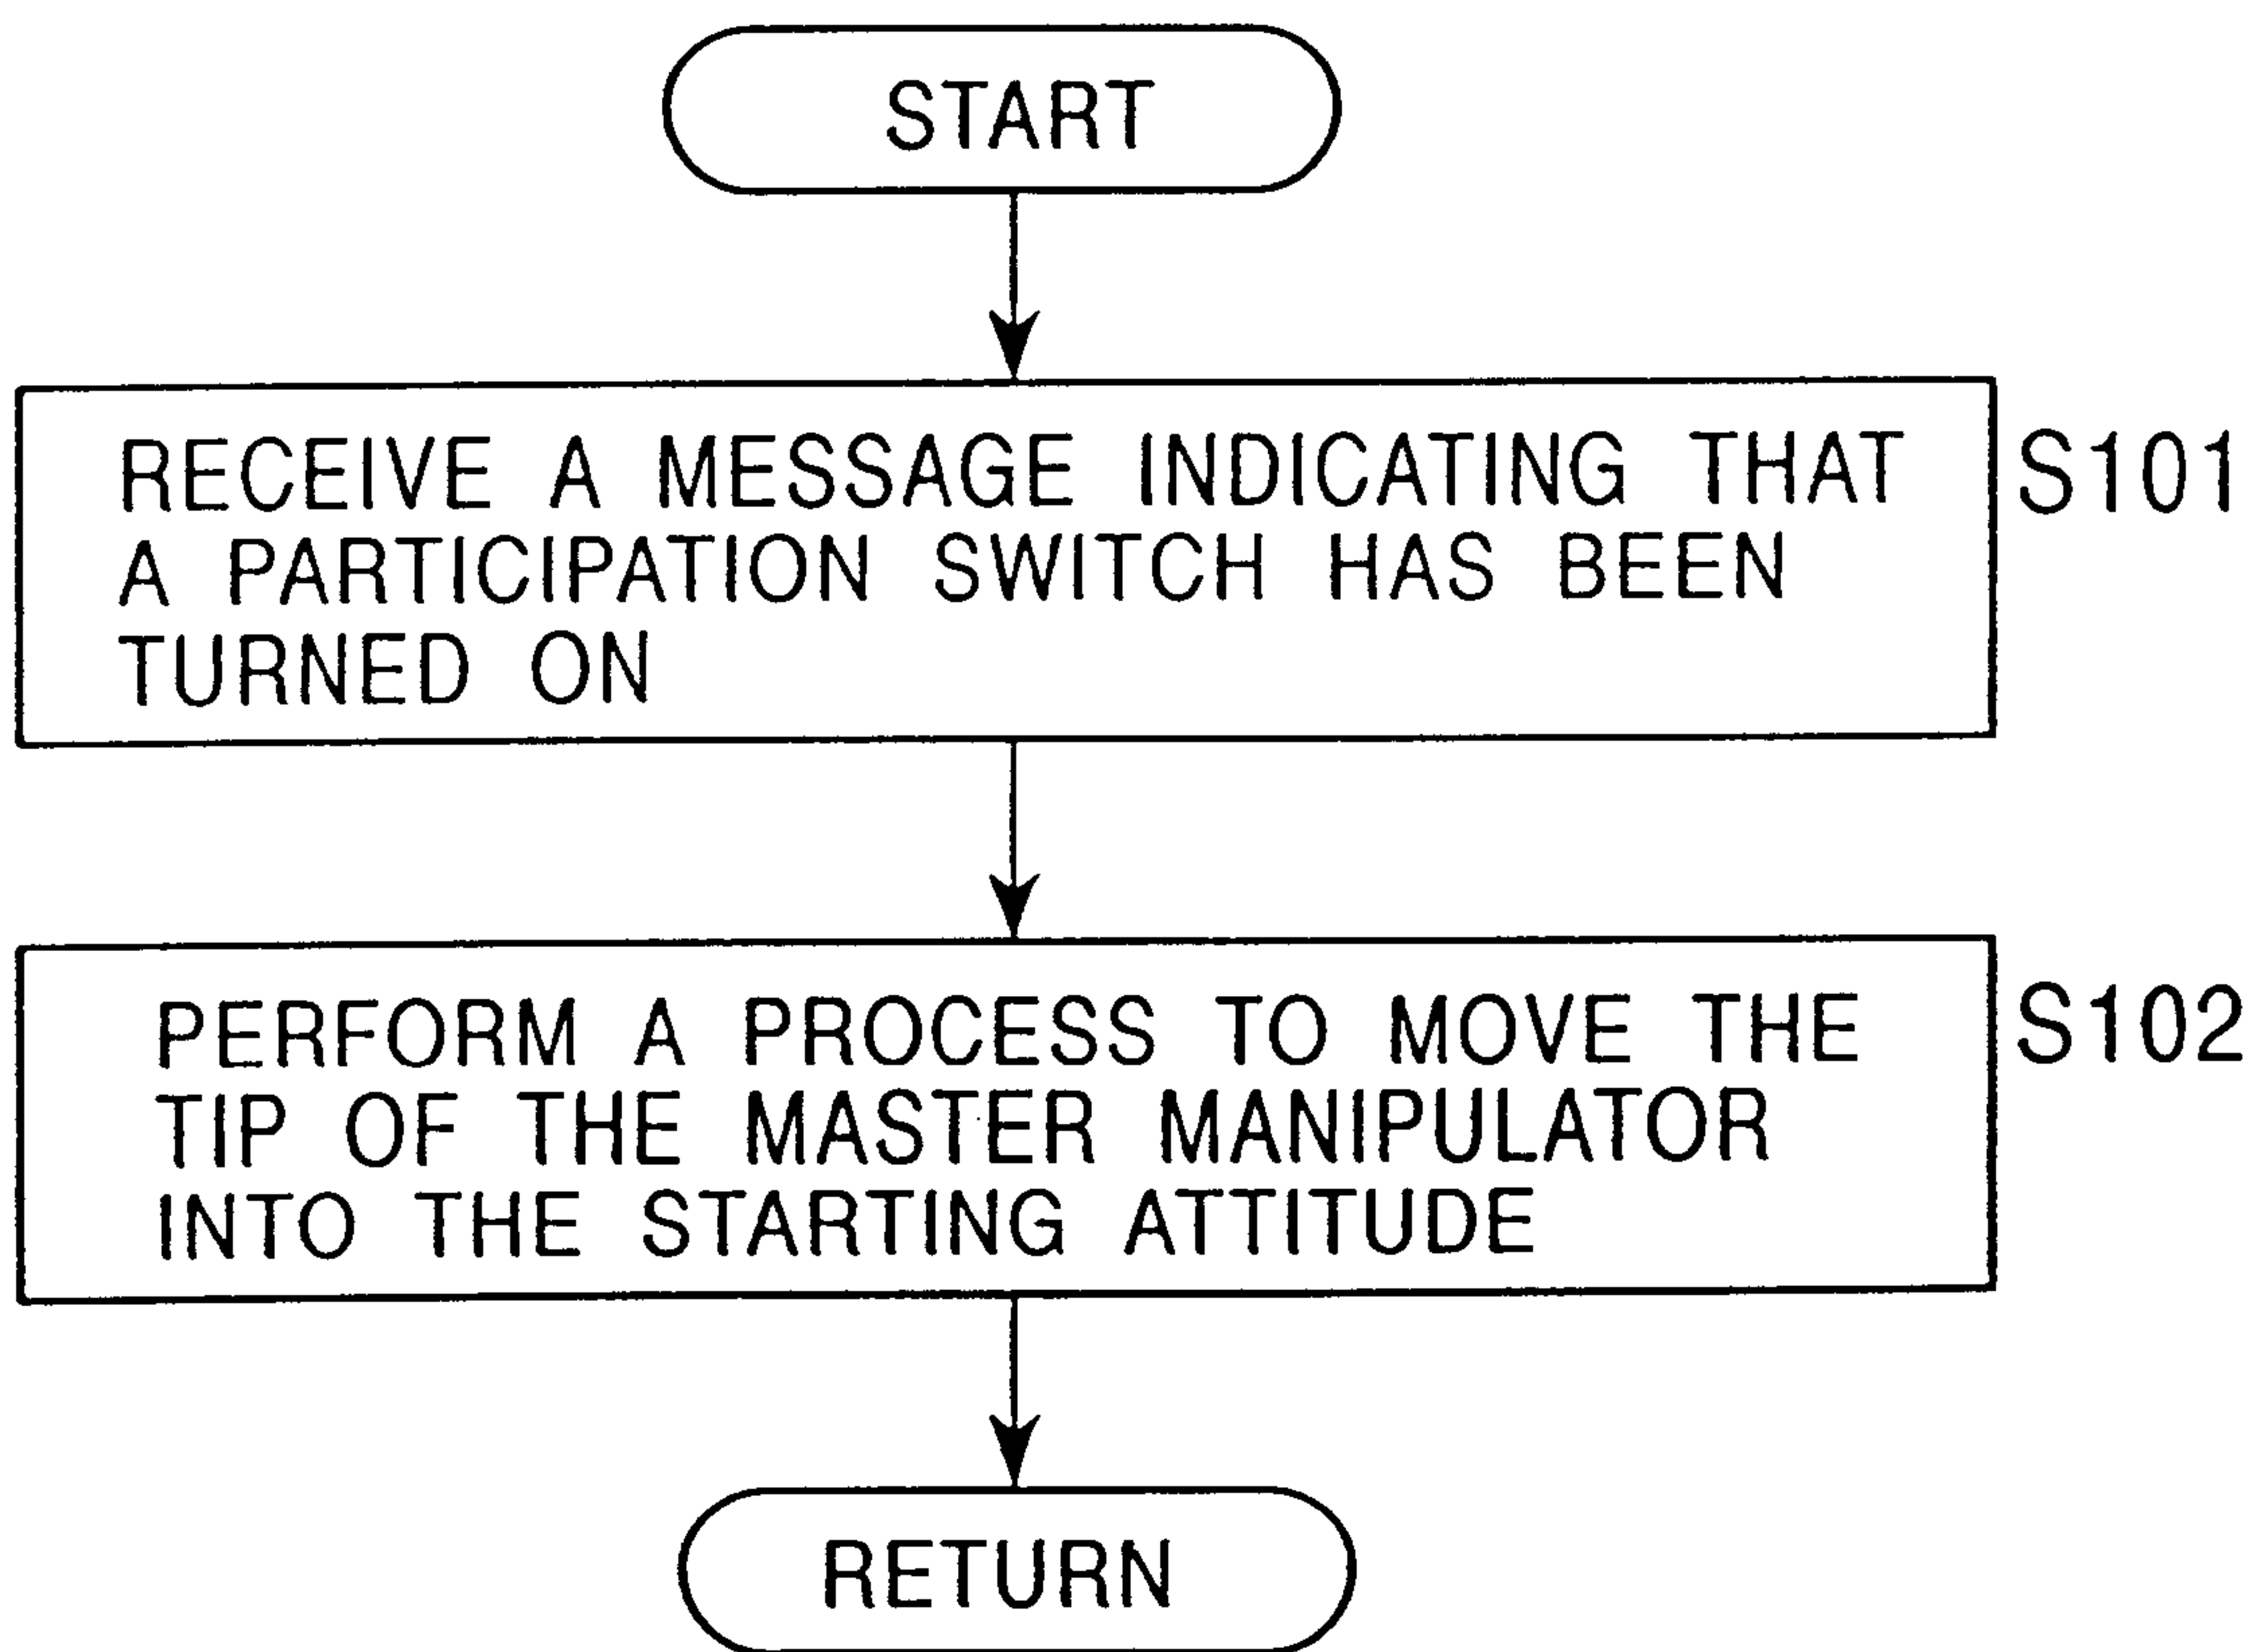 START
RECEIVE A MESSAGE INDICATING THAT
A PARTICIPATION SWITCH HAS BEEN
TURNED ON
S101
PERFORM A PROCESS TO MOVE THE
TIP OF THE MASTER MANIPULATOR
INTO THE STARTING ATTITUDE
S102
RETURN